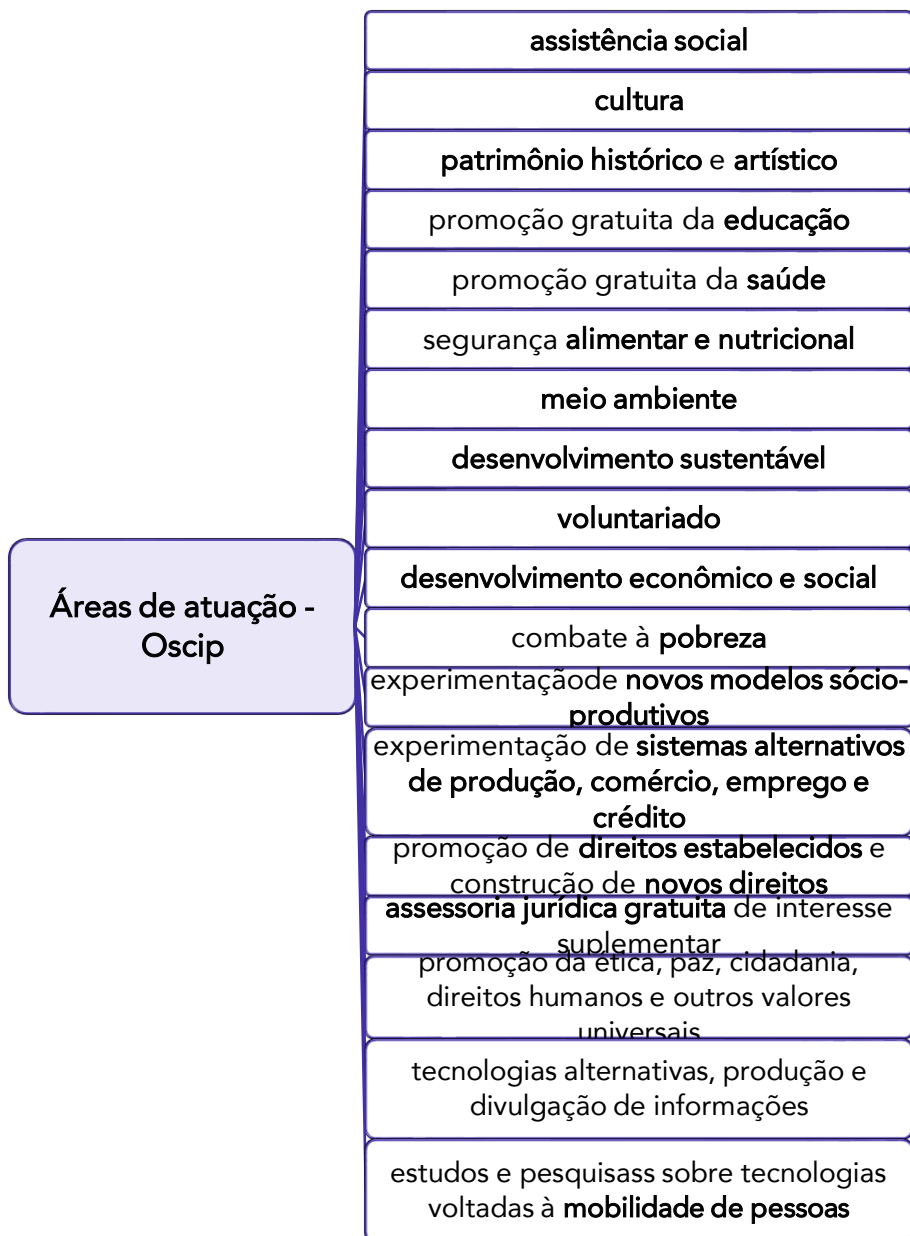 assistência social
cultura
patrimônio histórico e artístico
promoção gratuita da educação
promoção gratuita da saúde
segurança alimentar e nutricional
meio ambiente
desenvolvimento sustentável
voluntariado
Áreas de atuação -
Oscip
desenvolvimento econômico e social
combate à pobreza
experimentaçãode novos modelos sócio-
produtivos
experimentação de sistemas alternativos
de produção, comércio, emprego e
crédito
promoção de direitos estabelecidos e
construção de novos direitos
assessoria jurídica gratuita de interesse
suplementar
promoção da ética, paz, cidadania,
direitos humanos e outros valores
universais
tecnologias alternativas, produção e
divulgação de informações
estudos e pesquisass sobre tecnologias
voltadas à mobilidade de pessoas